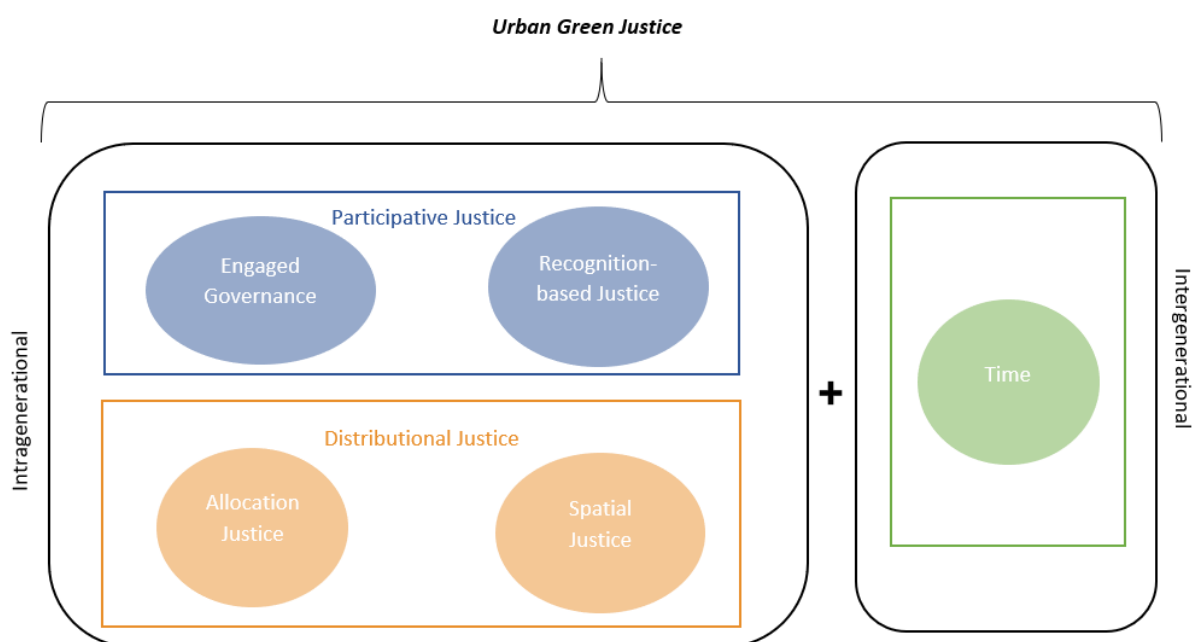 Urban Green Justice
Intragenerational
Participative Justice
Engaged
Governance
Recognition-
based Justice
Distributional Justice
Allocation
Justice
Spatial
Justice
+
Time
Intergenerational